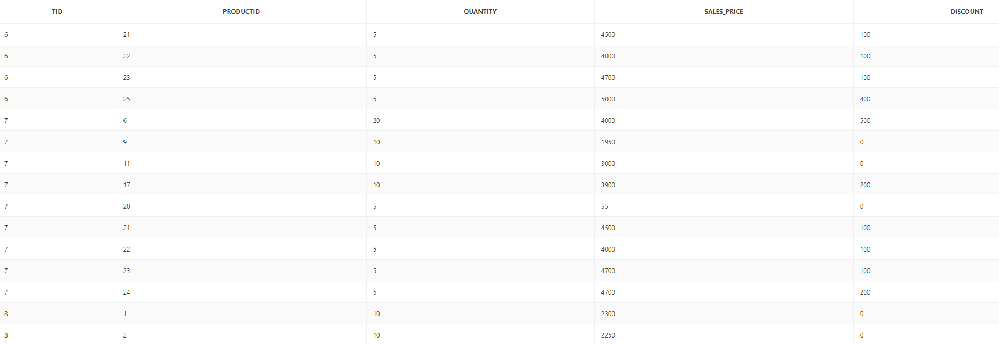 TID PRODUCTID QUANTITY SALES_PRICE DISCOUNT
6 21 5 4500 100
6 22 5 4000 100
6 23 5 4700 100
6 25 5 5000 400
7 6 20 4000 500
7 9 10 1950 0
7 11 10 3000 0
7 17 10 3900 200
7 20 5 55 0
7 21 5 4500 100
7 22 5 4000 100
7 23 5 4700 100
7 24 5 4700 200
8 1 10 2300 0
8 2 10 2250 0